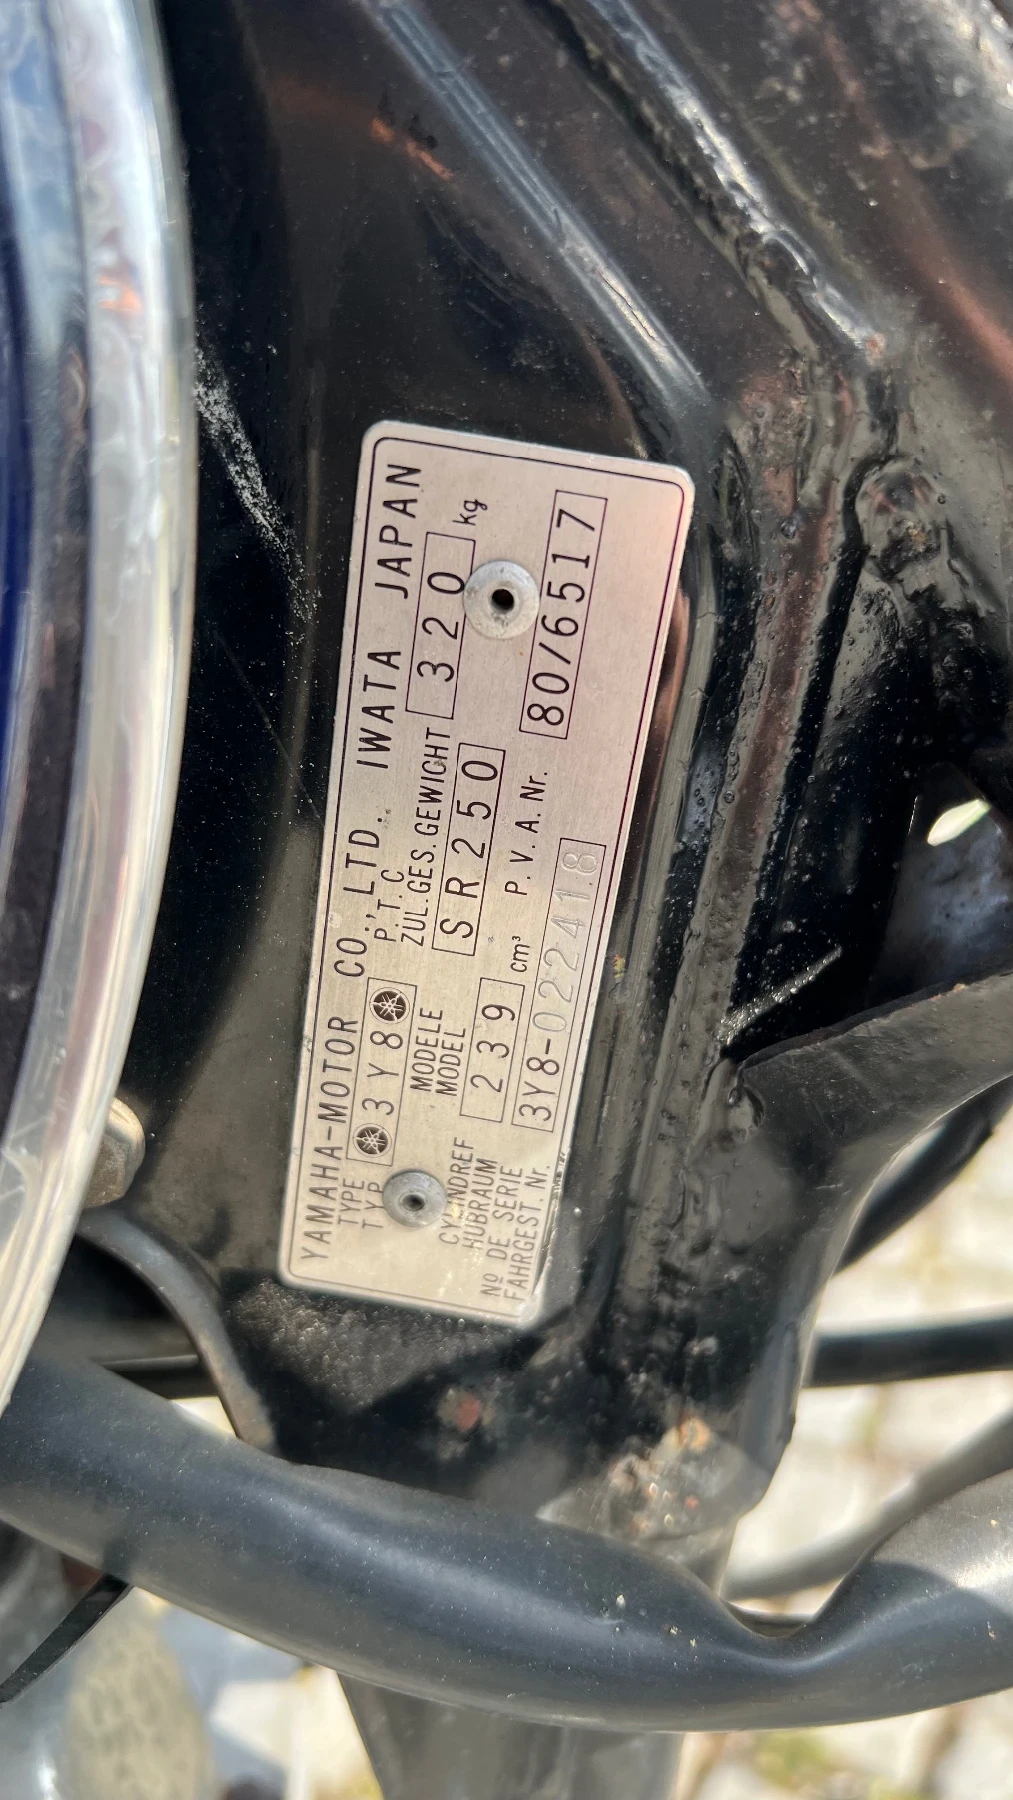 YAMAHA-MOTOR CO., LTD. IWATA JAPAN
TYPE
TYP 3Y8 P.T.C
ZUL.GES.GEWICHT 320 kg
MODELE
MODEL SR250
CYLINDREE
HUBRAUM 239 cm³ P.V.A.Nr. 80/6517
Nº DE SERIE
FAHRGEST.Nr. 3Y8-022418